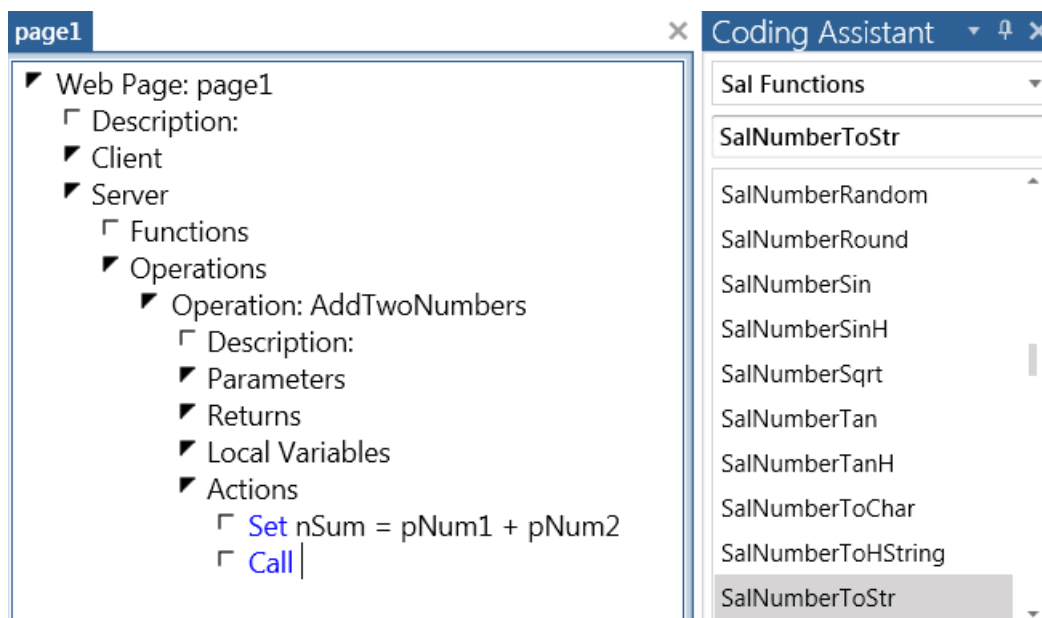 page1
Web Page: page1
Description:
Client
Server
Functions
Operations
Operation: AddTwoNumbers
Description:
Parameters
Returns
Local Variables
Actions
Set nSum = pNum1 + pNum2
Call
Coding Assistant
Sal Functions
SalNumberToStr
SalNumberRandom
SalNumberRound
SalNumberSin
SalNumberSinH
SalNumberSqrt
SalNumberTan
SalNumberTanH
SalNumberToChar
SalNumberToHString
SalNumberToStr